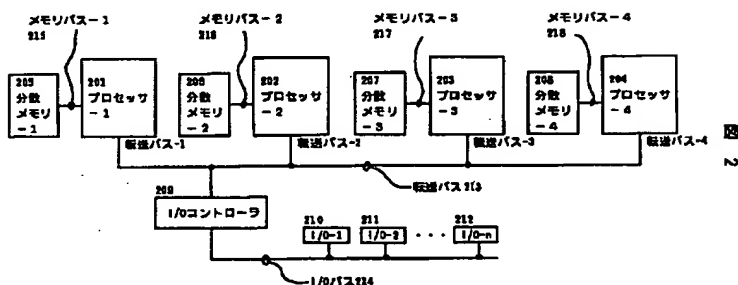 メモリバス-1
215
メモリバス-2
216
メモリバス-3
217
メモリバス-4
218
205
分散
メモリ
-1
201
プロセッサ
-1
206
分散
メモリ
-2
202
プロセッサ
-2
207
分散
メモリ
-3
203
プロセッサ
-3
208
分散
メモリ
-4
204
プロセッサ
-4
転送バス-1
転送バス-2
転送バス-3
転送バス-4
転送バス213
209
I/Oコントローラ
210
I/O-1
211
I/O-2
・・・
212
I/O-n
I/Oバス214
図2